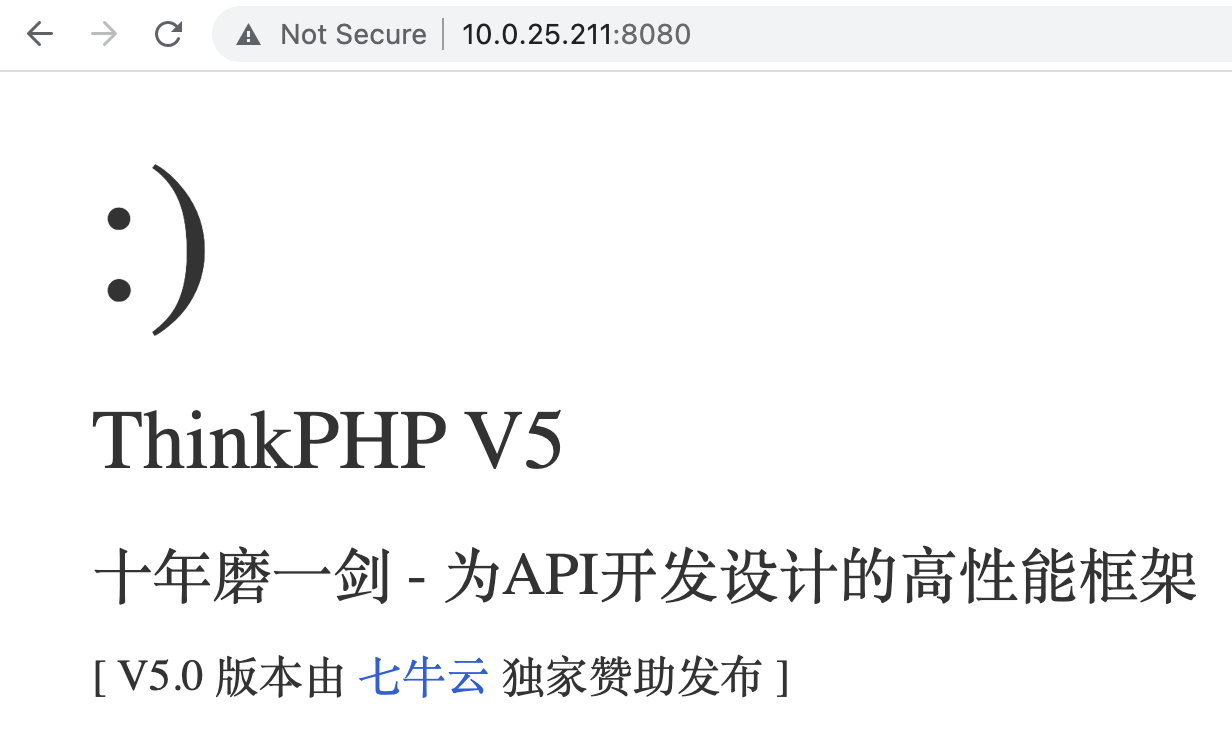 Not Secure | 10.0.25.211:8080
:)
ThinkPHP V5
十年磨一剑 - 为API开发设计的高性能框架
[ V5.0 版本由 七牛云 独家赞助发布 ]